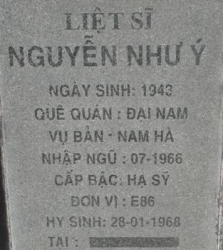 LIỆT SĨ
NGUYỄN NHƯ Ý
NGÀY SINH: 1943
QUÊ QUÁN : ĐẠI NAM
VỤ BẢN - NAM HÀ
NHẬP NGŨ : 07-1966
CẤP BẬC: HẠ SỸ
ĐƠN VỊ : E86
HY SINH: 28-01-1968
TẠI :